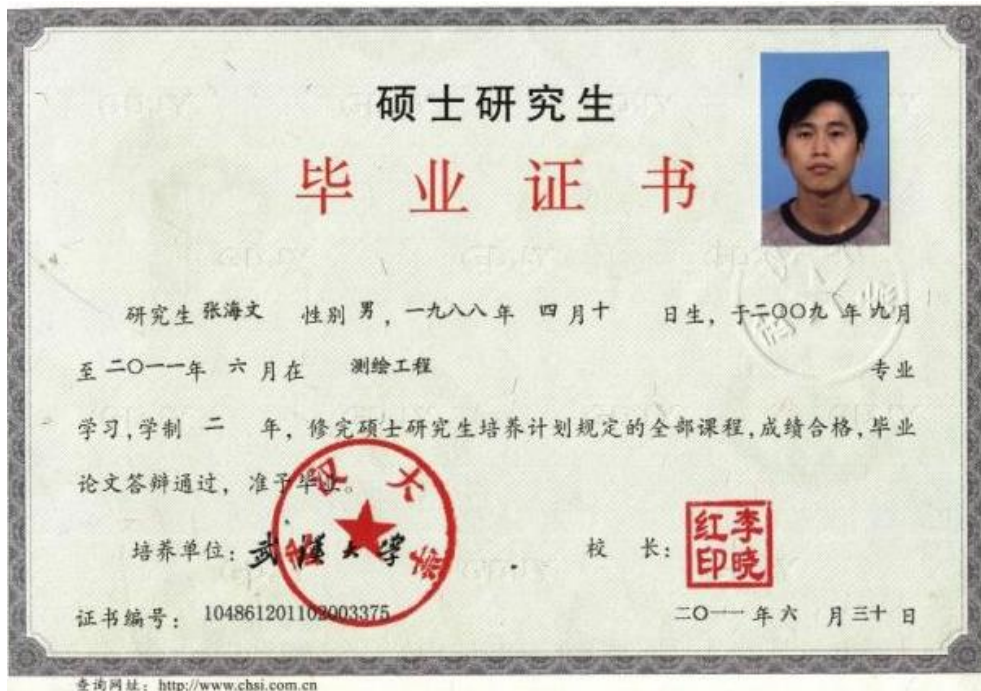 硕士研究生
毕业证书
研究生 张海文 性别 男，一九八八年 四月十 日生，于二〇〇九 年 九月
至 二〇一一年 六 月在 测绘工程 专业
学习，学制 二 年，修完硕士研究生培养计划规定的全部课程，成绩合格，毕业
论文答辩通过，准予毕业。
武汉大学
培养单位：武漢大学 校 长：
李晓红印
证书编号：104861201102003375 二〇一一 年 六 月 三十 日
查询网址：http://www.chsi.com.cn